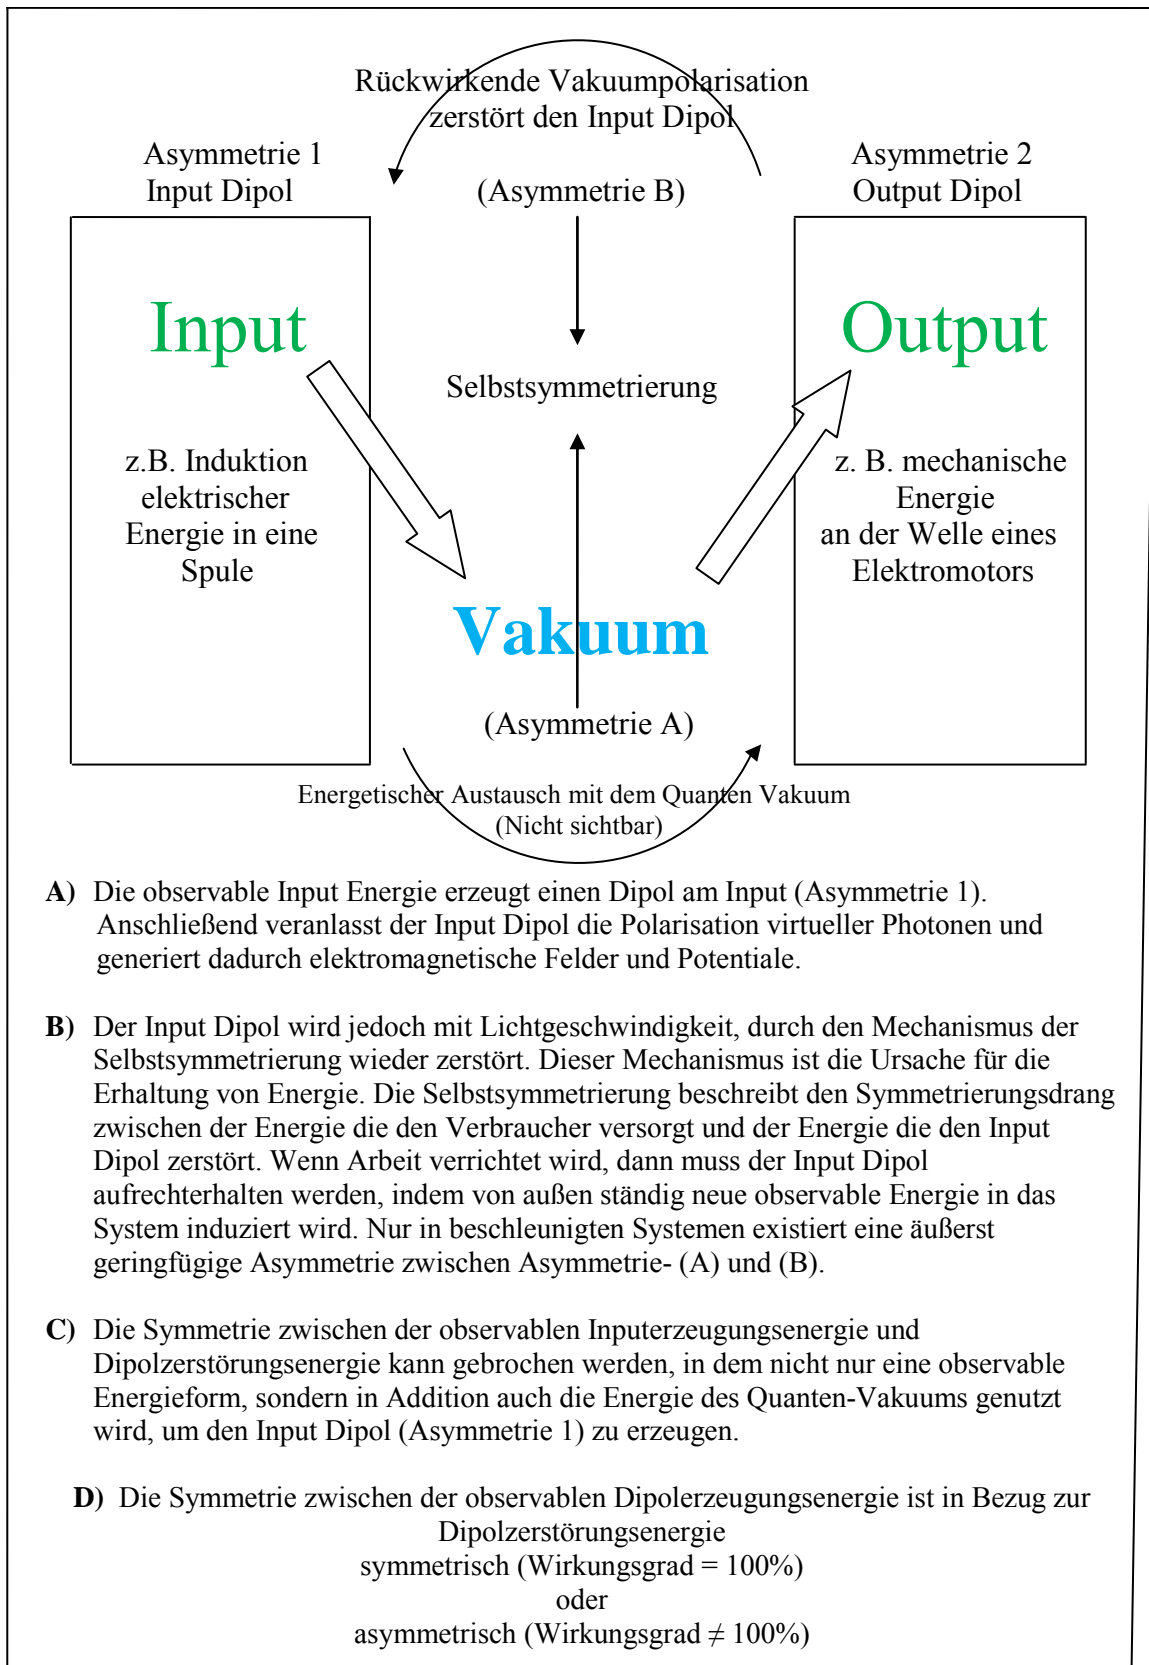 Rückwirkende Vakuumpolarisation
zerstört den Input Dipol
Asymmetrie 1
Input Dipol
(Asymmetrie B)
Asymmetrie 2
Output Dipol
Input
Output
Selbstsymmetrierung
z.B. Induktion
elektrischer
Energie in eine
Spule
z. B. mechanische
Energie
an der Welle eines
Elektromotors
Vakuum
(Asymmetrie A)
Energetischer Austausch mit dem Quanten Vakuum
(Nicht sichtbar)
A) Die observable Input Energie erzeugt einen Dipol am Input (Asymmetrie 1).
Anschließend veranlasst der Input Dipol die Polarisation virtueller Photonen und
generiert dadurch elektromagnetische Felder und Potentiale.
B) Der Input Dipol wird jedoch mit Lichtgeschwindigkeit, durch den Mechanismus der
Selbstsymmetrierung wieder zerstört. Dieser Mechanismus ist die Ursache für die
Erhaltung von Energie. Die Selbstsymmetrierung beschreibt den Symmetrierungsdrang
zwischen der Energie die den Verbraucher versorgt und der Energie die den Input
Dipol zerstört. Wenn Arbeit verrichtet wird, dann muss der Input Dipol
aufrechterhalten werden, indem von außen ständig neue observable Energie in das
System induziert wird. Nur in beschleunigten Systemen existiert eine äußerst
geringfügige Asymmetrie zwischen Asymmetrie- (A) und (B).
C) Die Symmetrie zwischen der observablen Inputerzeugungsenergie und
Dipolzerstörungsenergie kann gebrochen werden, in dem nicht nur eine observable
Energieform, sondern in Addition auch die Energie des Quanten-Vakuums genutzt
wird, um den Input Dipol (Asymmetrie 1) zu erzeugen.
D) Die Symmetrie zwischen der observablen Dipolerzeugungsenergie ist in Bezug zur
Dipolzerstörungsenergie
symmetrisch (Wirkungsgrad = 100%)
oder
asymmetrisch (Wirkungsgrad ≠ 100%)